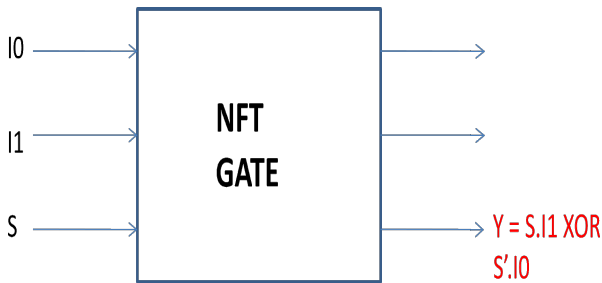 I0
I1
S
NFT
GATE
Y = S.I1 XOR
S'.I0